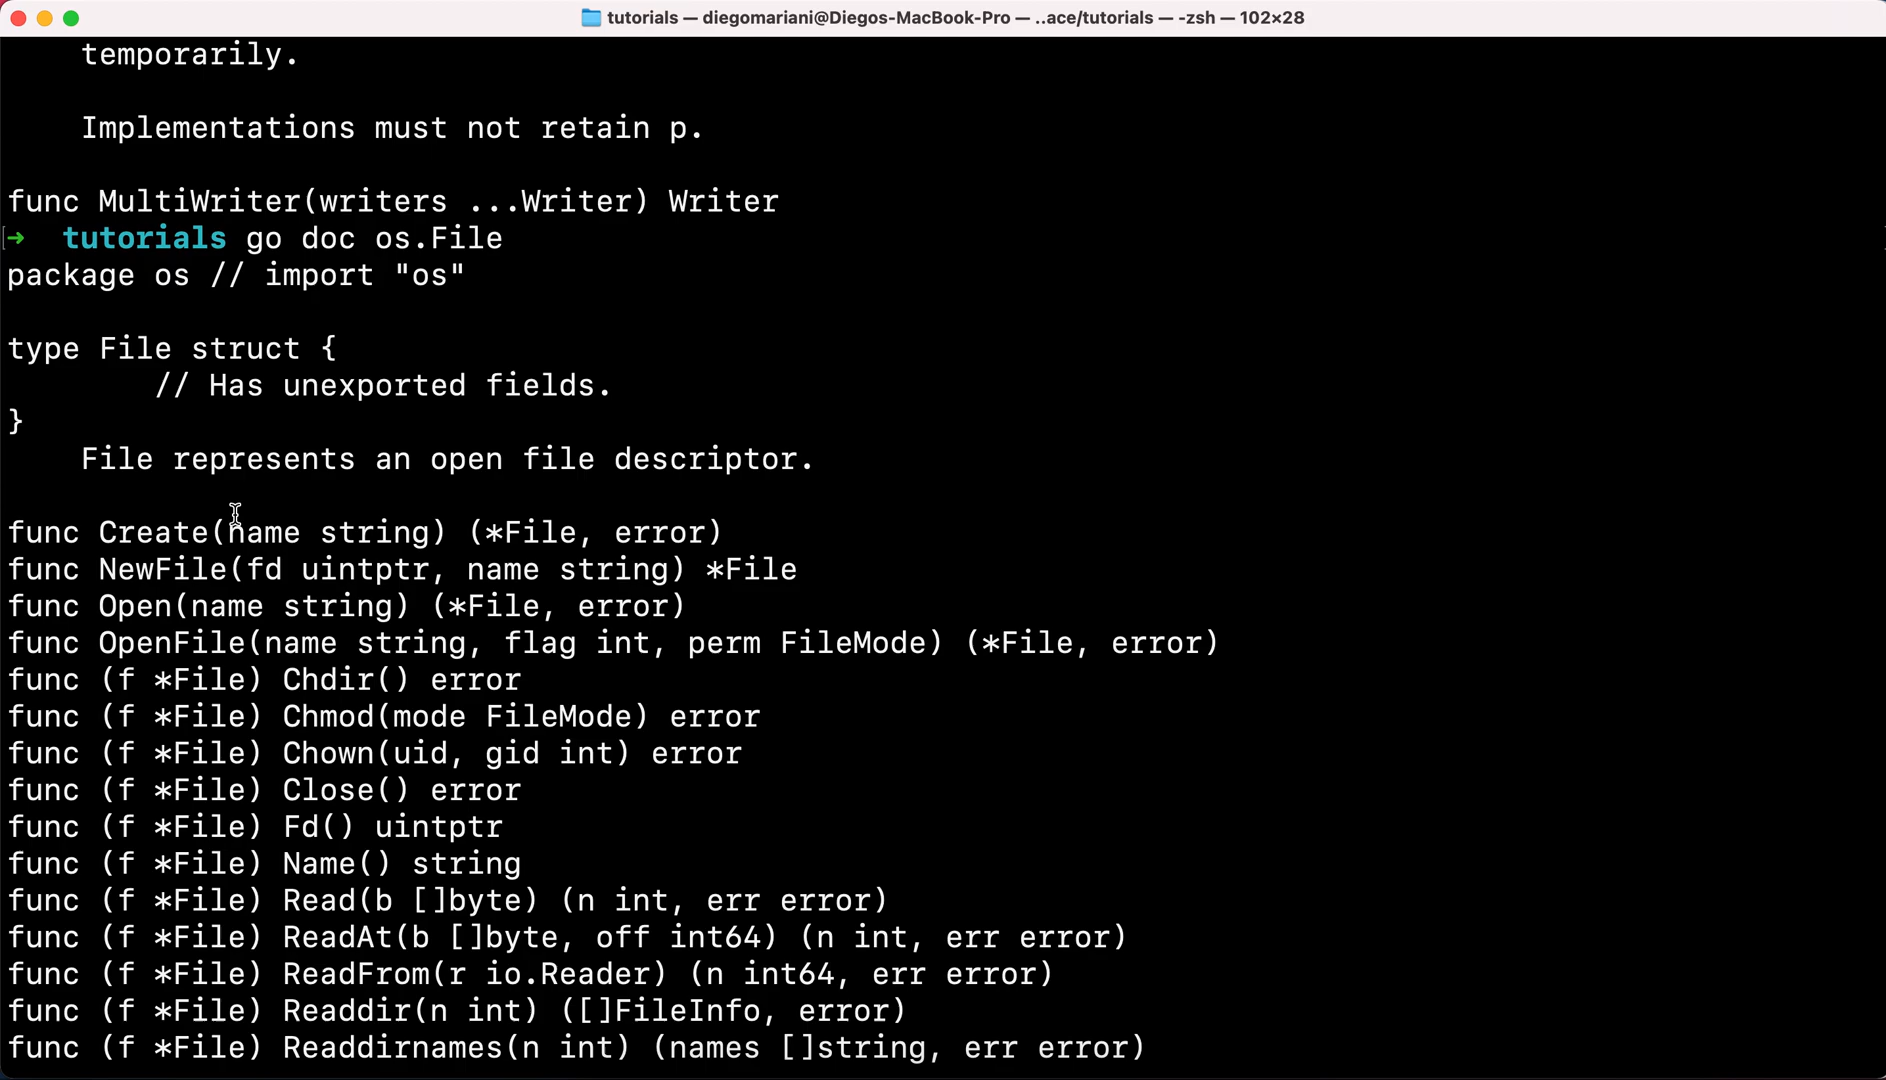 tutorials — diegomariani@Diegos-MacBook-Pro — ..ace/tutorials — -zsh — 102×28
temporarily.
Implementations must not retain p.
func MultiWriter(writers ...Writer) Writer
[→ tutorials go doc os.File
package os // import "os"
type File struct {
// Has unexported fields.
}
File represents an open file descriptor.
func Create(name string) (*File, error)
func NewFile(fd uintptr, name string) *File
func Open(name string) (*File, error)
func OpenFile(name string, flag int, perm FileMode) (*File, error)
func (f *File) Chdir() error
func (f *File) Chmod(mode FileMode) error
func (f *File) Chown(uid, gid int) error
func (f *File) Close() error
func (f *File) Fd() uintptr
func (f *File) Name() string
func (f *File) Read(b []byte) (n int, err error)
func (f *File) ReadAt(b []byte, off int64) (n int, err error)
func (f *File) ReadFrom(r io.Reader) (n int64, err error)
func (f *File) Readdir(n int) ([]FileInfo, error)
func (f *File) Readdirnames(n int) (names []string, err error)